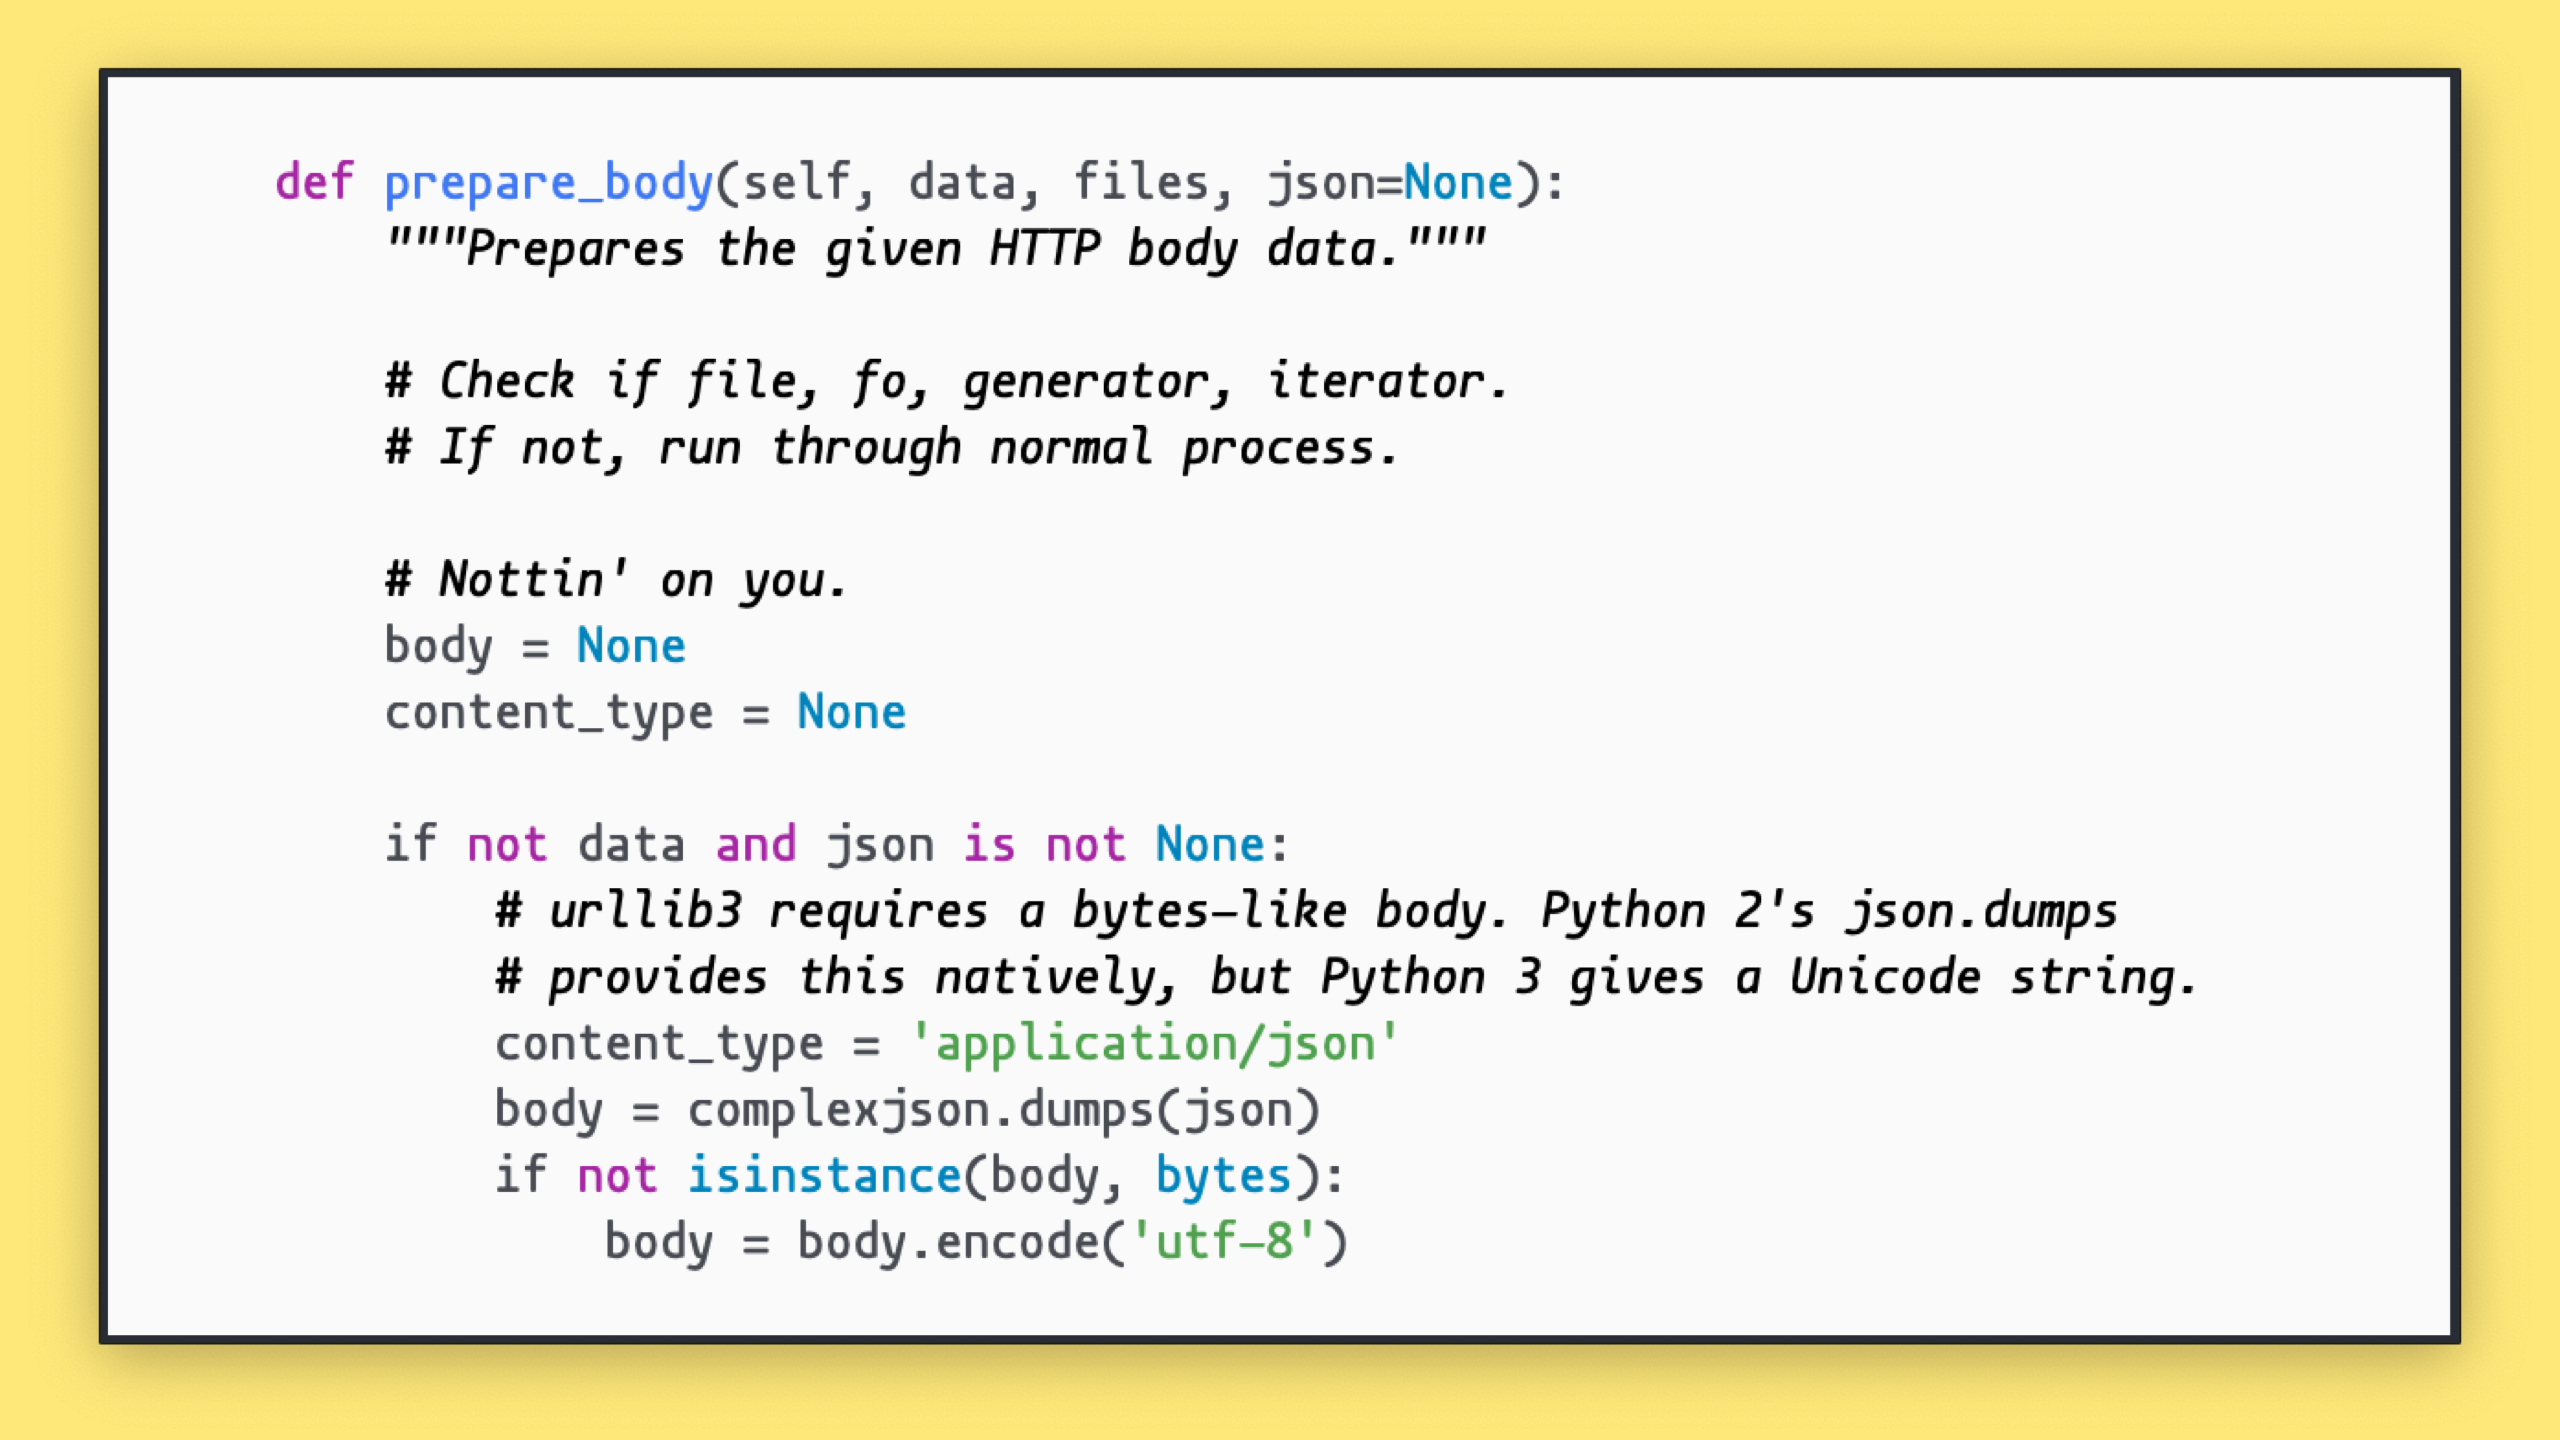 def prepare_body(self, data, files, json=None):
    """Prepares the given HTTP body data."""

    # Check if file, fo, generator, iterator.
    # If not, run through normal process.

    # Nottin' on you.
    body = None
    content_type = None

    if not data and json is not None:
        # urllib3 requires a bytes-like body. Python 2's json.dumps
        # provides this natively, but Python 3 gives a Unicode string.
        content_type = 'application/json'
        body = complexjson.dumps(json)
        if not isinstance(body, bytes):
            body = body.encode('utf-8')